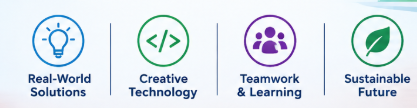 Real-World
Solutions
</>
Creative
Technology
Teamwork
& Learning
Sustainable
Future